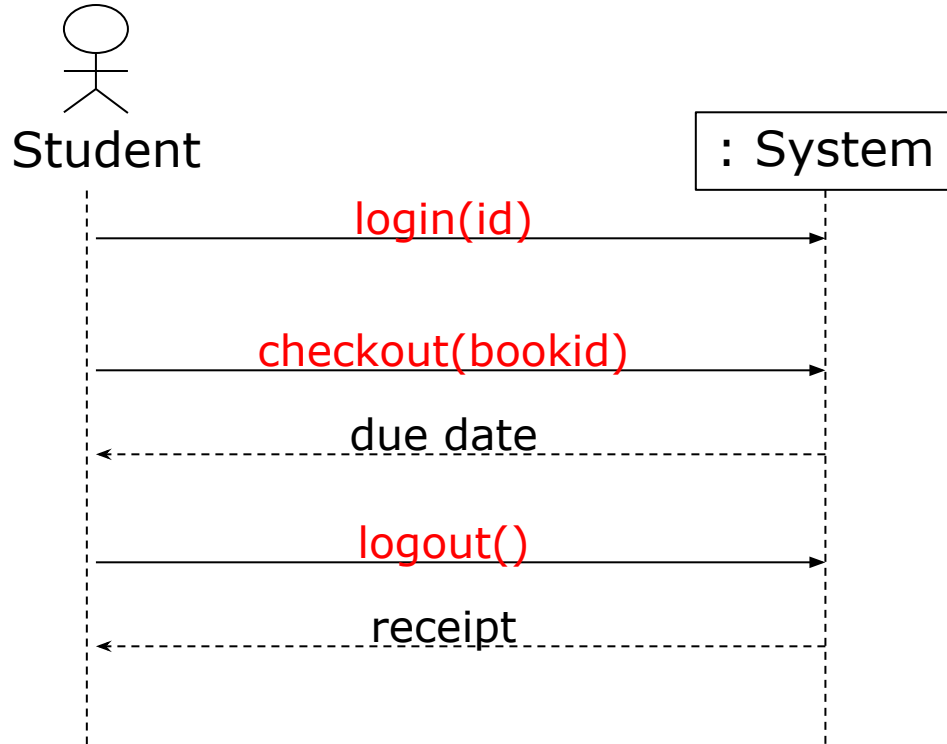 Student
: System
login(id)
checkout(bookid)
due date
logout()
receipt